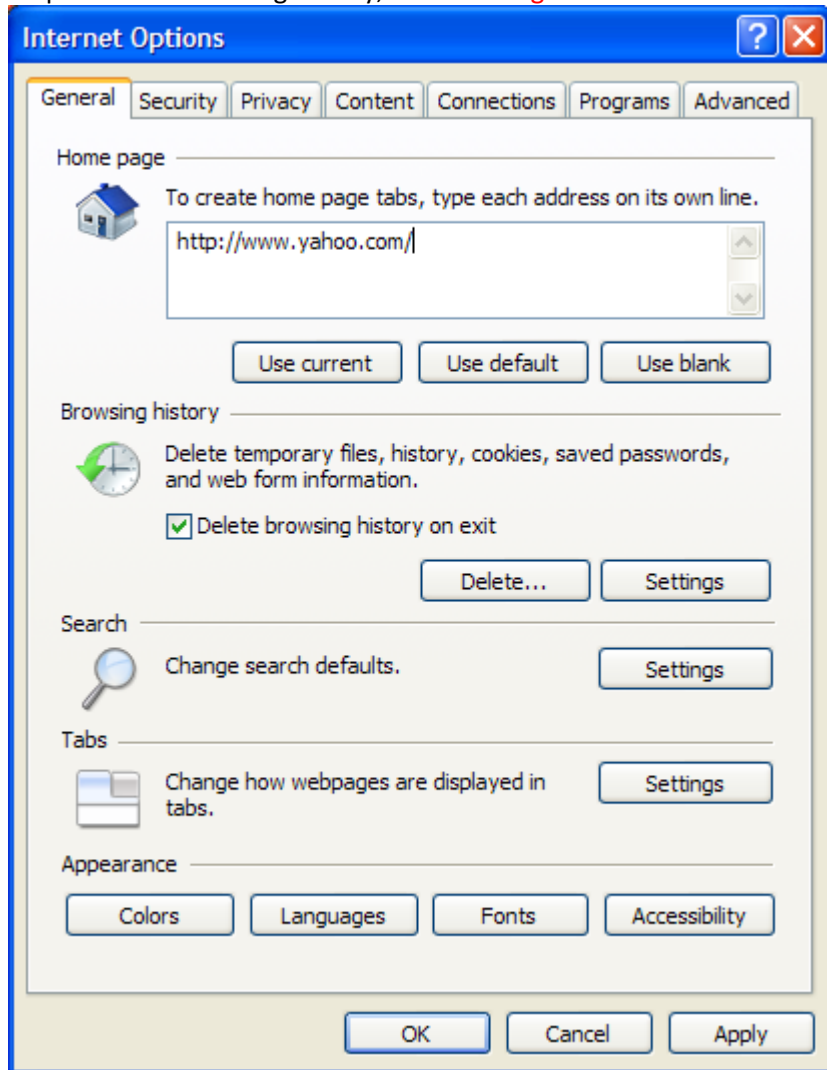 Internet Options
General Security Privacy Content Connections Programs Advanced
Home page
To create home page tabs, type each address on its own line.
http://www.yahoo.com/
Use current Use default Use blank
Browsing history
Delete temporary files, history, cookies, saved passwords,
and web form information.
Delete browsing history on exit
Delete... Settings
Search
Change search defaults.
Settings
Tabs
Change how webpages are displayed in
tabs.
Settings
Appearance
Colors Languages Fonts Accessibility
OK Cancel Apply